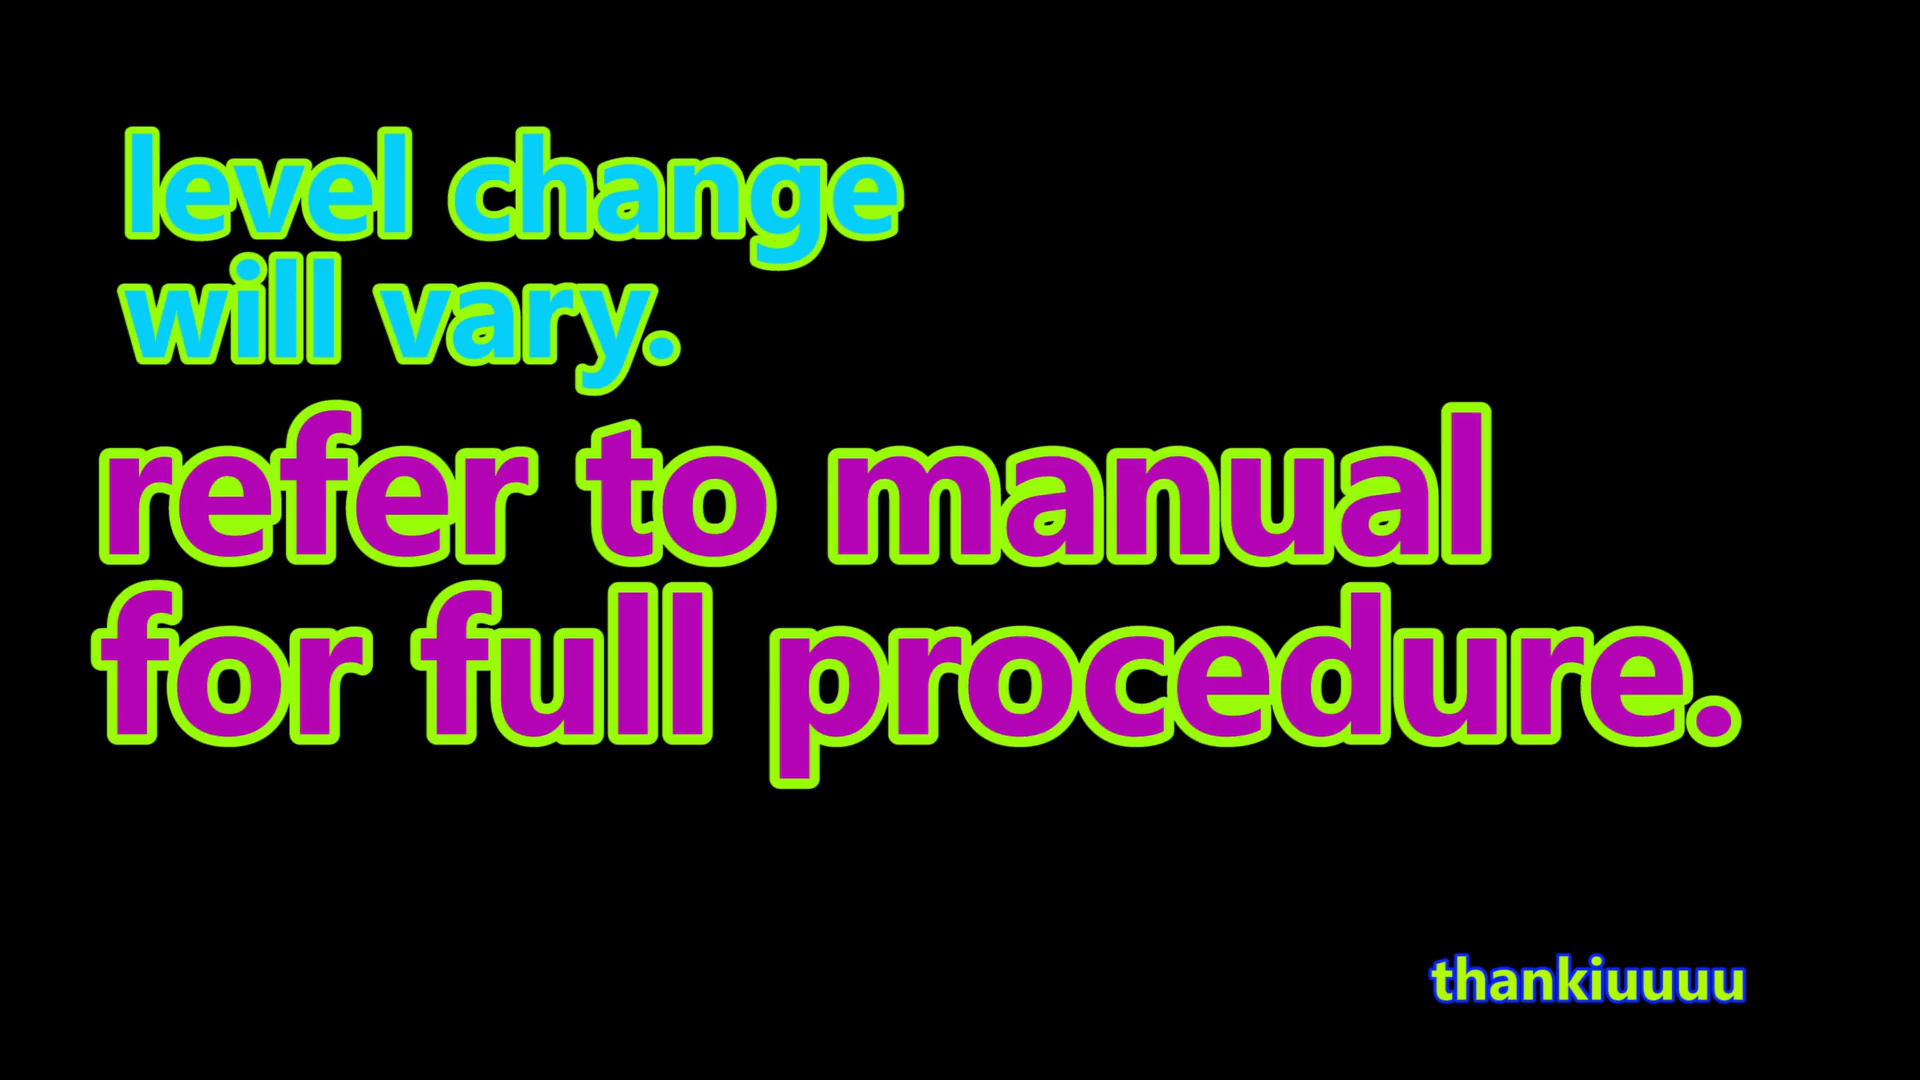 level change
will vary.
refer to manual
for full procedure.
thankiuuuu